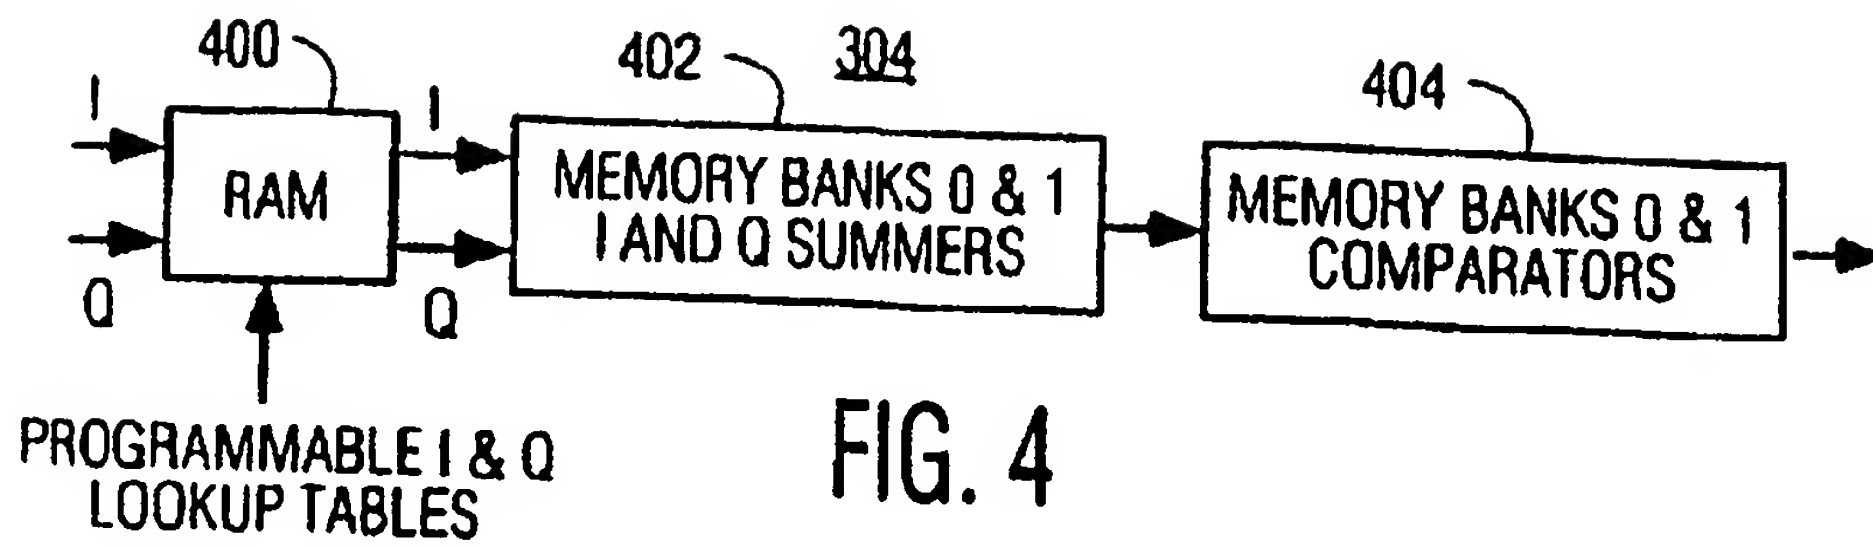 400
402
304
404
I
I
RAM
MEMORY BANKS 0 & 1
I AND Q SUMMERS
MEMORY BANKS 0 & 1
COMPARATORS
Q
Q
PROGRAMMABLE I & Q
LOOKUP TABLES
FIG. 4